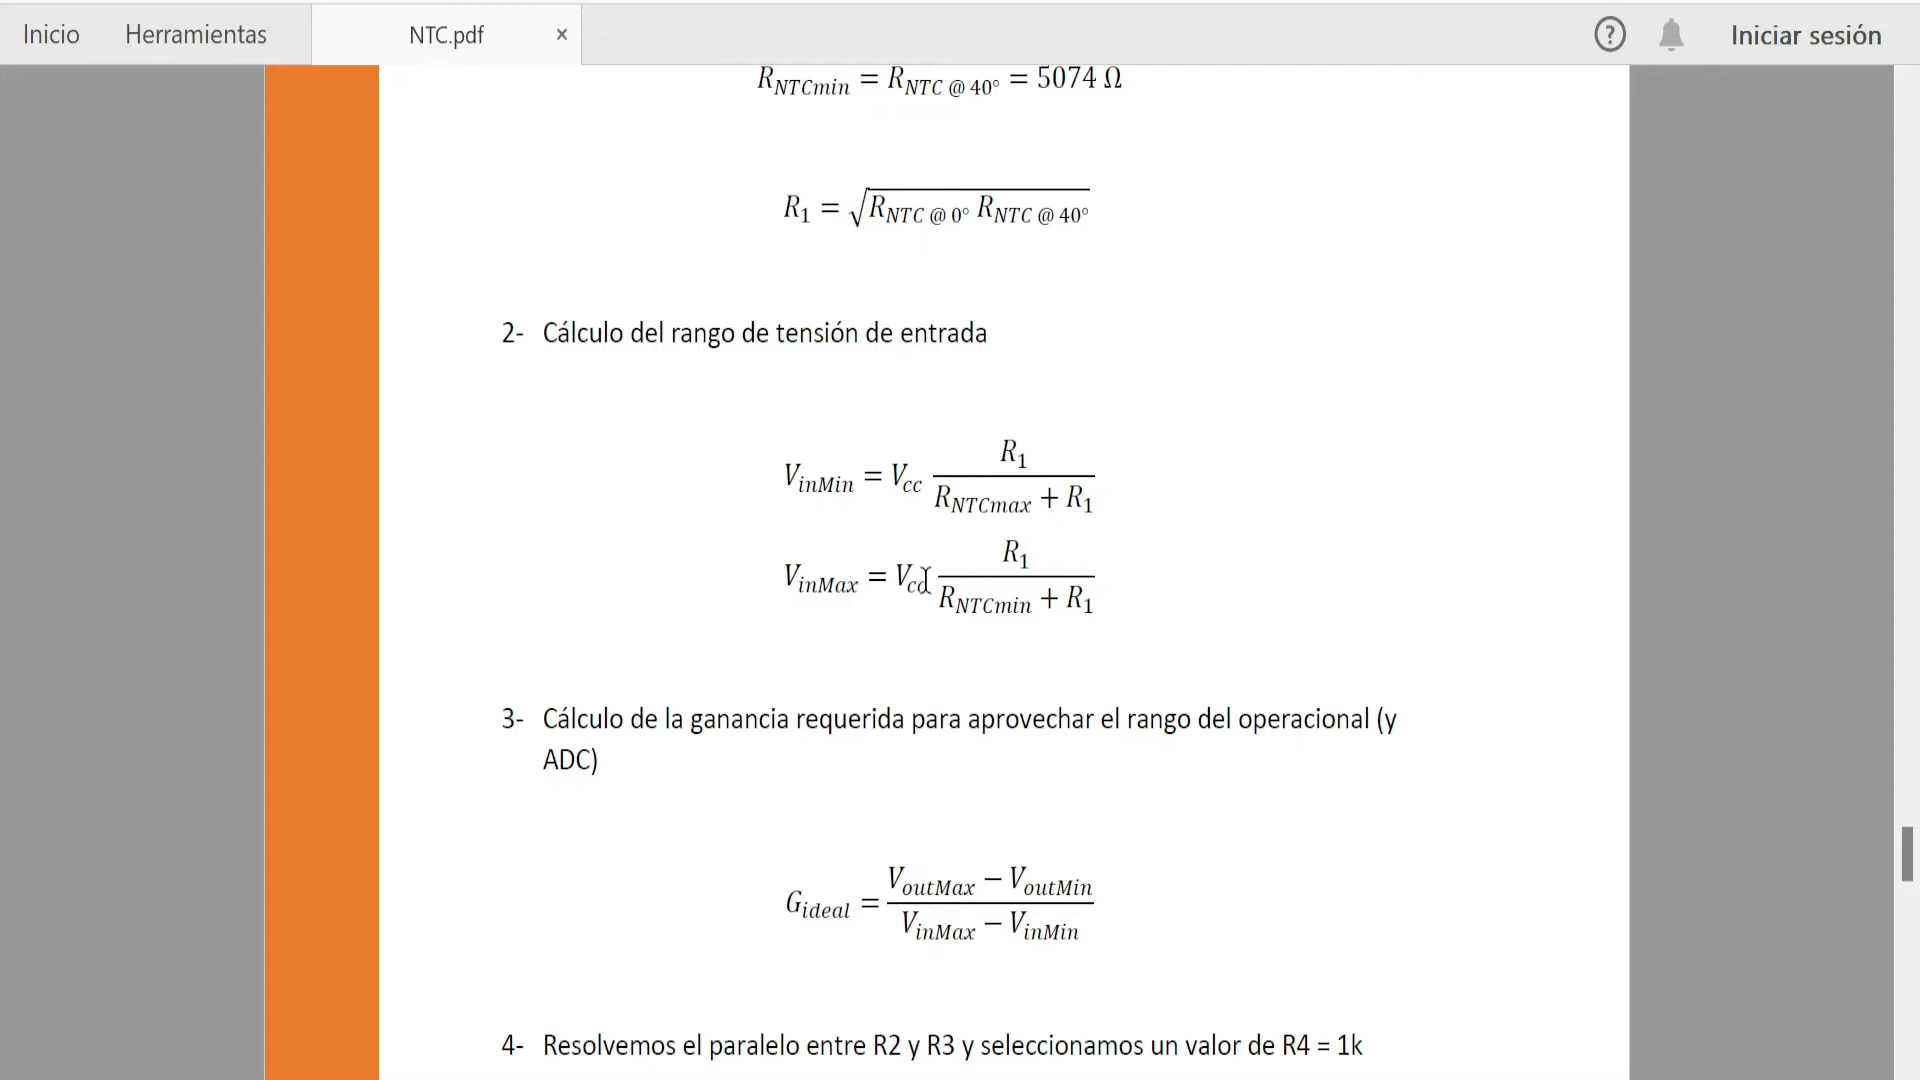 Inicio Herramientas NTC.pdf × ? Iniciar sesión
R_NTCmin = R_NTC @ 40° = 5074 Ω
R_1 = √(R_NTC @ 0° R_NTC @ 40°)
2- Cálculo del rango de tensión de entrada
V_inMin = V_cc R_1 / (R_NTCmax + R_1)
V_inMax = V_cc R_1 / (R_NTCmin + R_1)
3- Cálculo de la ganancia requerida para aprovechar el rango del operacional (y
ADC)
G_ideal = (V_outMax − V_outMin) / (V_inMax − V_inMin)
4- Resolvemos el paralelo entre R2 y R3 y seleccionamos un valor de R4 = 1k